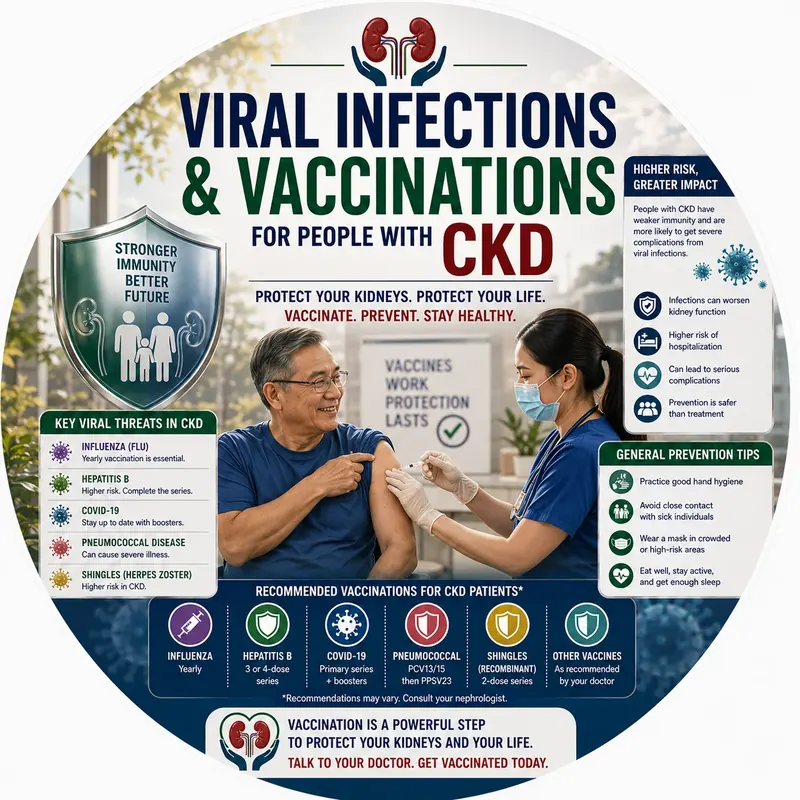 VIRAL INFECTIONS
& VACCINATIONS
FOR PEOPLE WITH CKD
PROTECT YOUR KIDNEYS. PROTECT YOUR LIFE.
VACCINATE. PREVENT. STAY HEALTHY.
STRONGER
IMMUNITY
BETTER
FUTURE
HIGHER RISK,
GREATER IMPACT
People with CKD have
weaker immunity and are
more likely to get severe
complications from
viral infections.
Infections can worsen
kidney function
Higher risk of
hospitalization
Can lead to serious
complications
Prevention is safer
than treatment
VACCINES
WORK
PROTECTION
LASTS
KEY VIRAL THREATS IN CKD
INFLUENZA (FLU)
Yearly vaccination is essential.
HEPATITIS B
Higher risk. Complete the series.
COVID-19
Stay up to date with boosters.
PNEUMOCOCCAL DISEASE
Can cause severe illness.
SHINGLES (HERPES ZOSTER)
Higher risk in CKD.
GENERAL PREVENTION TIPS
Practice good hand hygiene
Avoid close contact
with sick individuals
Wear a mask in crowded
or high-risk areas
Eat well, stay active,
and get enough sleep
RECOMMENDED VACCINATIONS FOR CKD PATIENTS*
INFLUENZA
Yearly
HEPATITIS B
3 or 4-dose
series
COVID-19
Primary series
+ boosters
PNEUMOCOCCAL
PCV13/15
then PPSV23
SHINGLES
(RECOMBINANT)
2-dose series
OTHER VACCINES
As recommended
by your doctor
*Recommendations may vary. Consult your nephrologist.
VACCINATION IS A POWERFUL STEP
TO PROTECT YOUR KIDNEYS AND YOUR LIFE.
TALK TO YOUR DOCTOR. GET VACCINATED TODAY.